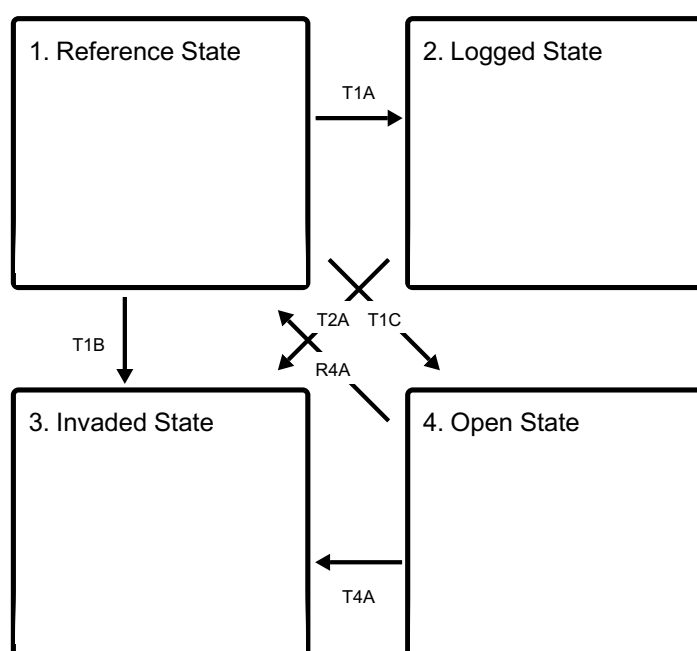 1. Reference State
2. Logged State
T1A
T1B
T2A
T1C
R4A
3. Invaded State
4. Open State
T4A